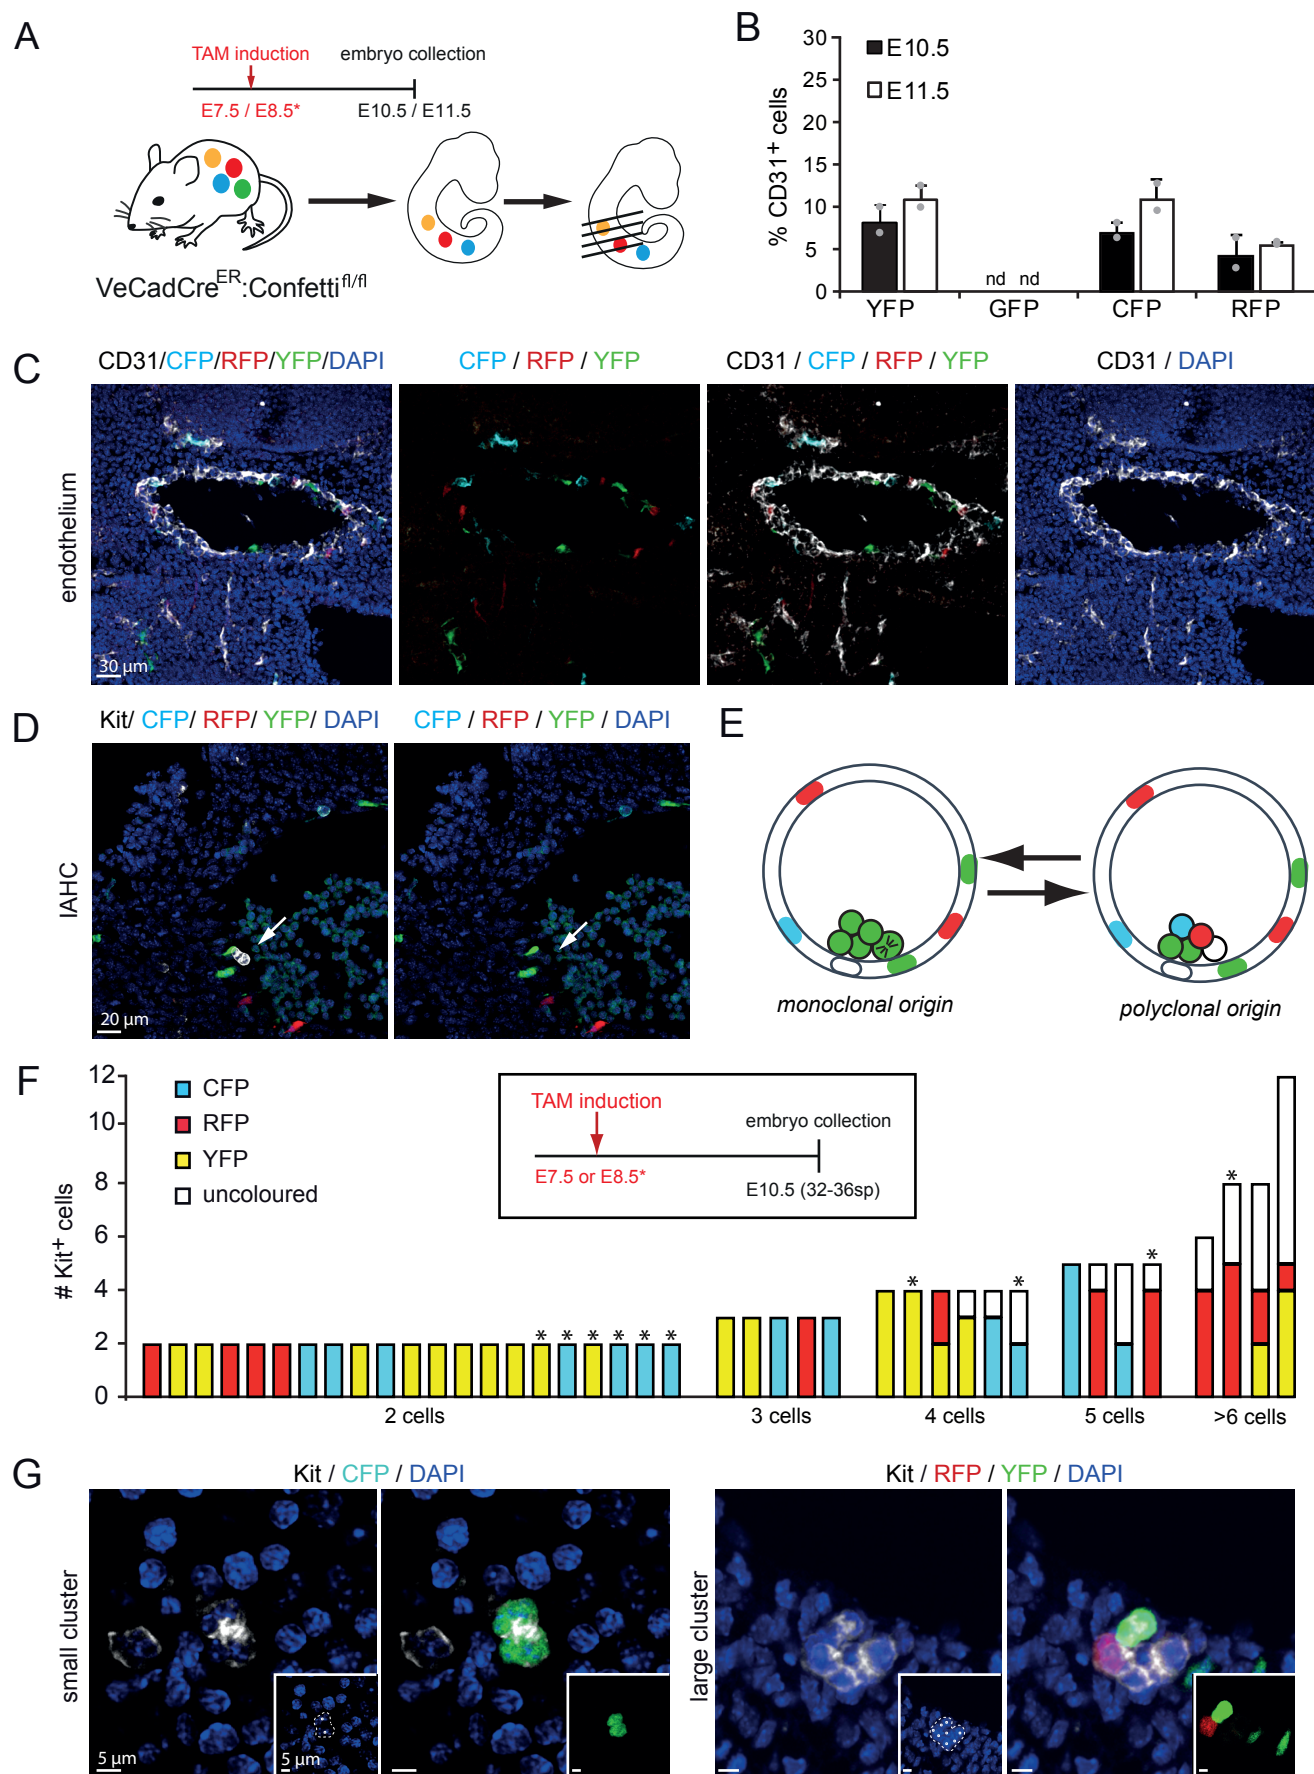 A
TAM induction
embryo collection
E7.5 / E8.5*
E10.5 / E11.5
VeCadCreER:Confettifl/fl
B
% CD31+ cells
30
25
20
15
10
5
0
E10.5
E11.5
nd nd
YFP GFP CFP RFP
C
CD31/CFP/RFP/YFP/DAPI
CFP / RFP / YFP
CD31 / CFP / RFP / YFP
CD31 / DAPI
endothelium
30 µm
D
Kit/ CFP/ RFP/ YFP/ DAPI
CFP / RFP / YFP / DAPI
IAHC
20 µm
E
monoclonal origin
polyclonal origin
F
# Kit+ cells
12
10
8
6
4
2
0
CFP
RFP
YFP
uncoloured
TAM induction
embryo collection
E7.5 or E8.5*
E10.5 (32-36sp)
* * * * * *
* *
*
*
2 cells 3 cells 4 cells 5 cells >6 cells
G
Kit / CFP / DAPI
Kit / RFP / YFP / DAPI
small cluster
5 µm
5 µm
large cluster